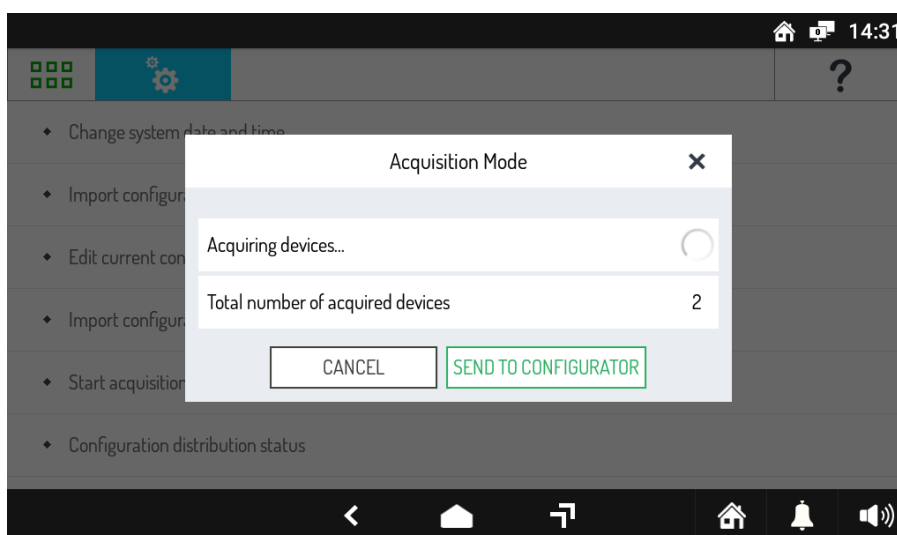 14:31
?
Change system date and time
Acquisition Mode
Import configur
Acquiring devices...
Edit current con
Total number of acquired devices 2
Import configur
CANCEL SEND TO CONFIGURATOR
Start acquisition
Configuration distribution status